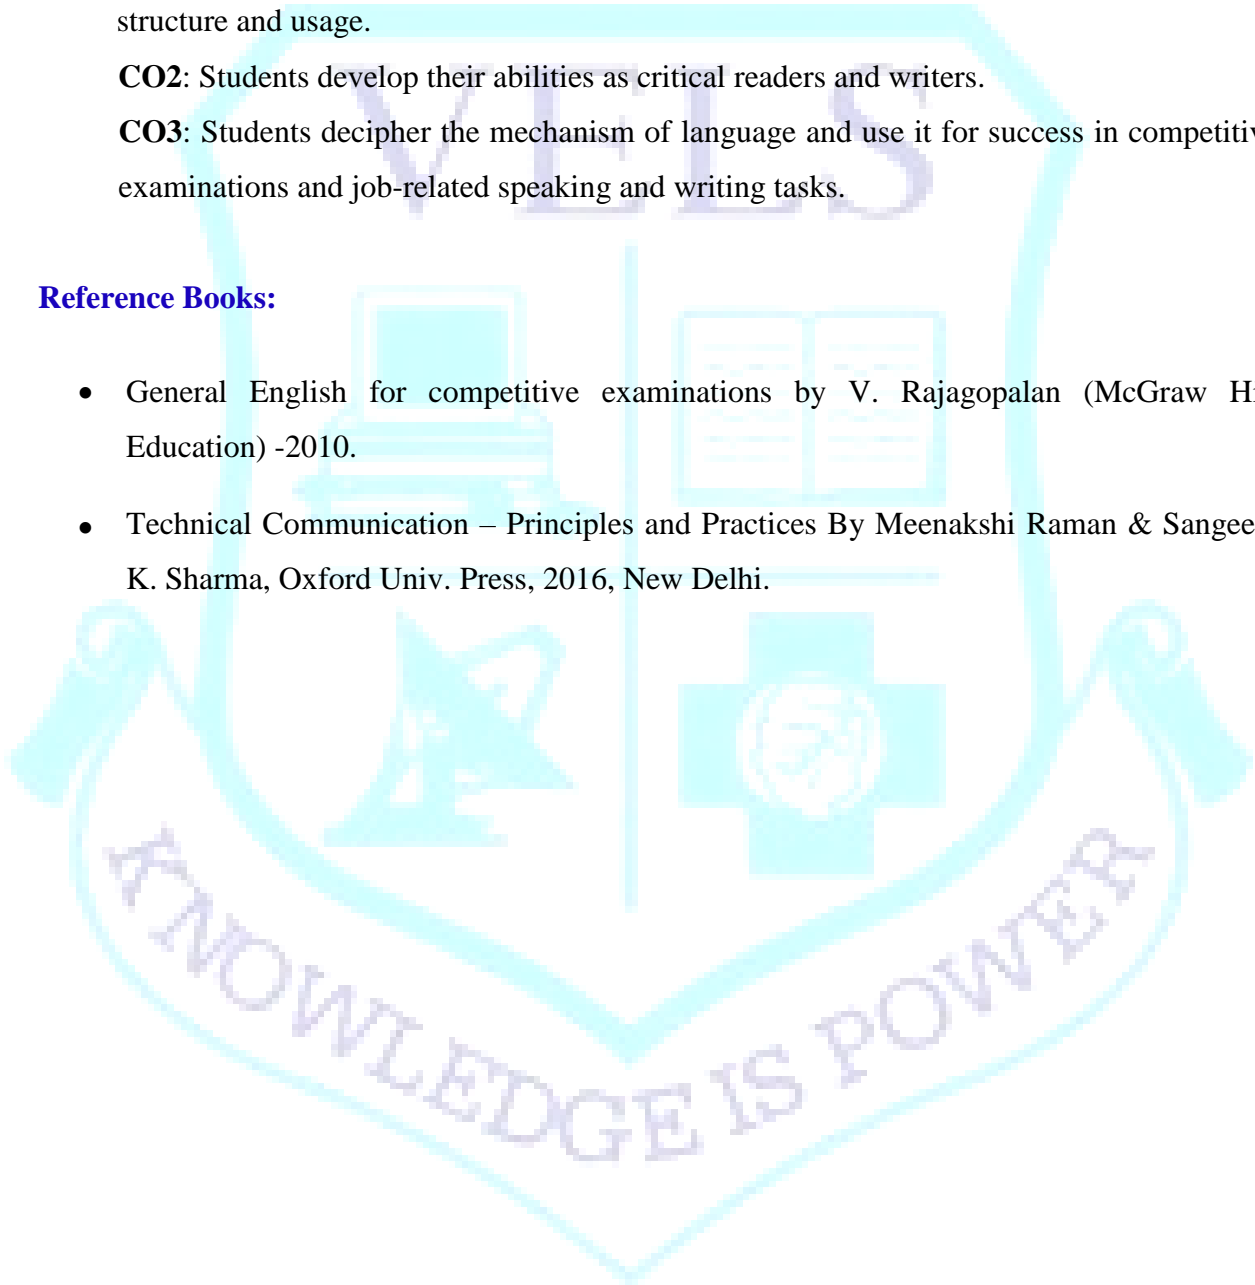 structure and usage.
CO2: Students develop their abilities as critical readers and writers.
CO3: Students decipher the mechanism of language and use it for success in competitiv
examinations and job-related speaking and writing tasks.
Reference Books:
• General English for competitive examinations by V. Rajagopalan (McGraw Hi
Education) -2010.
• Technical Communication – Principles and Practices By Meenakshi Raman & Sangee
K. Sharma, Oxford Univ. Press, 2016, New Delhi.
VELS
KNOWLEDGE IS POWER